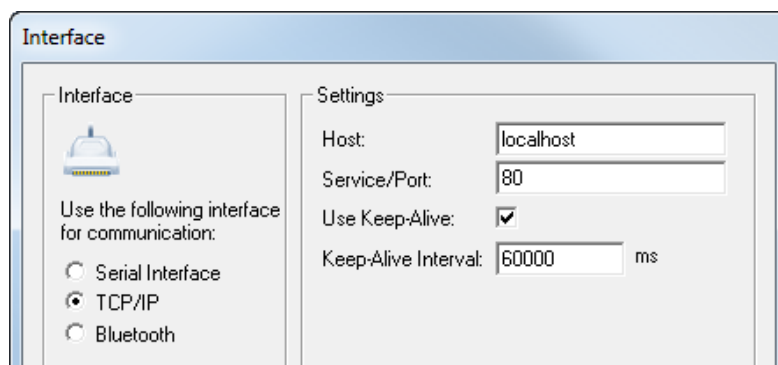 Interface
Interface
Use the following interface
for communication:
Serial Interface
TCP/IP
Bluetooth
Settings
Host: localhost
Service/Port: 80
Use Keep-Alive:
Keep-Alive Interval: 60000 ms